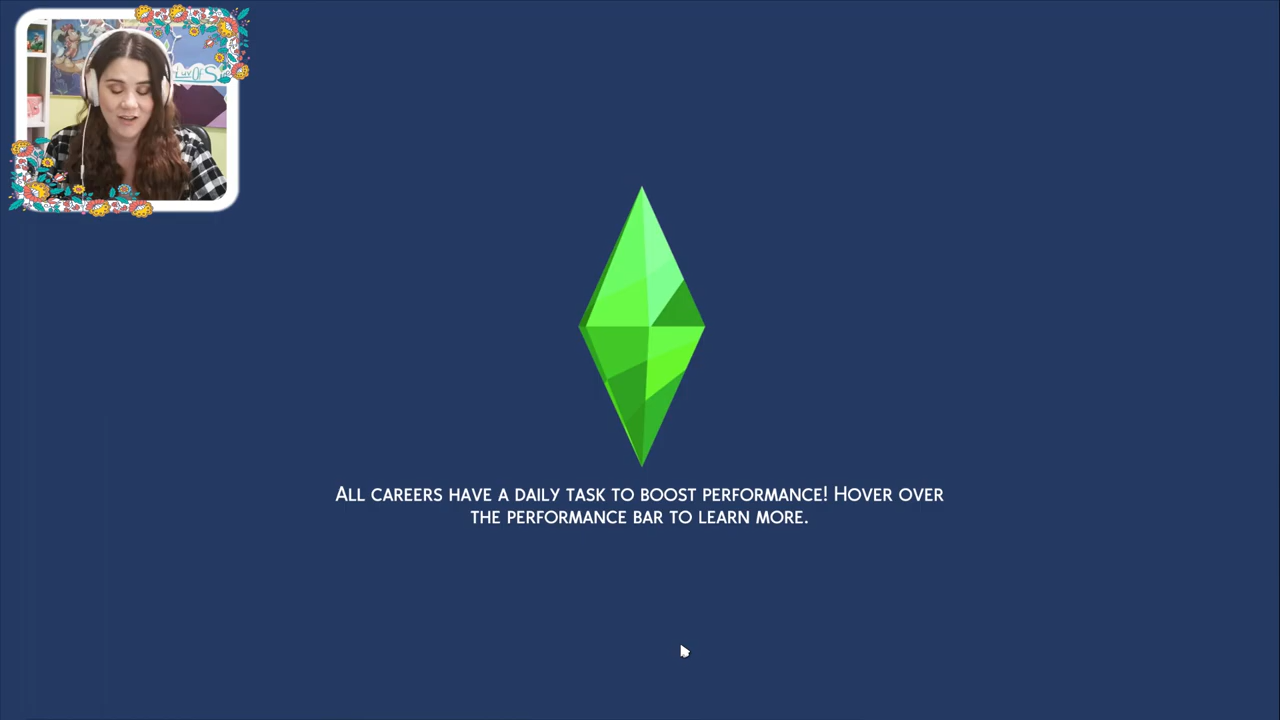 ALL CAREERS HAVE A DAILY TASK TO BOOST PERFORMANCE! HOVER OVER
THE PERFORMANCE BAR TO LEARN MORE.